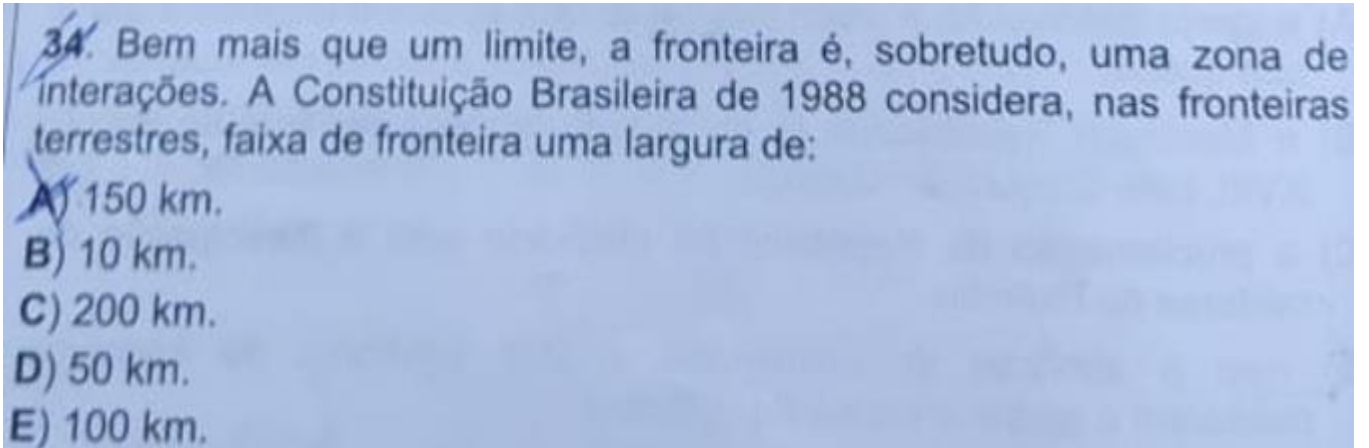 34. Bem mais que um limite, a fronteira é, sobretudo, uma zona de
interações. A Constituição Brasileira de 1988 considera, nas fronteiras
terrestres, faixa de fronteira uma largura de:
A) 150 km.
B) 10 km.
C) 200 km.
D) 50 km.
E) 100 km.